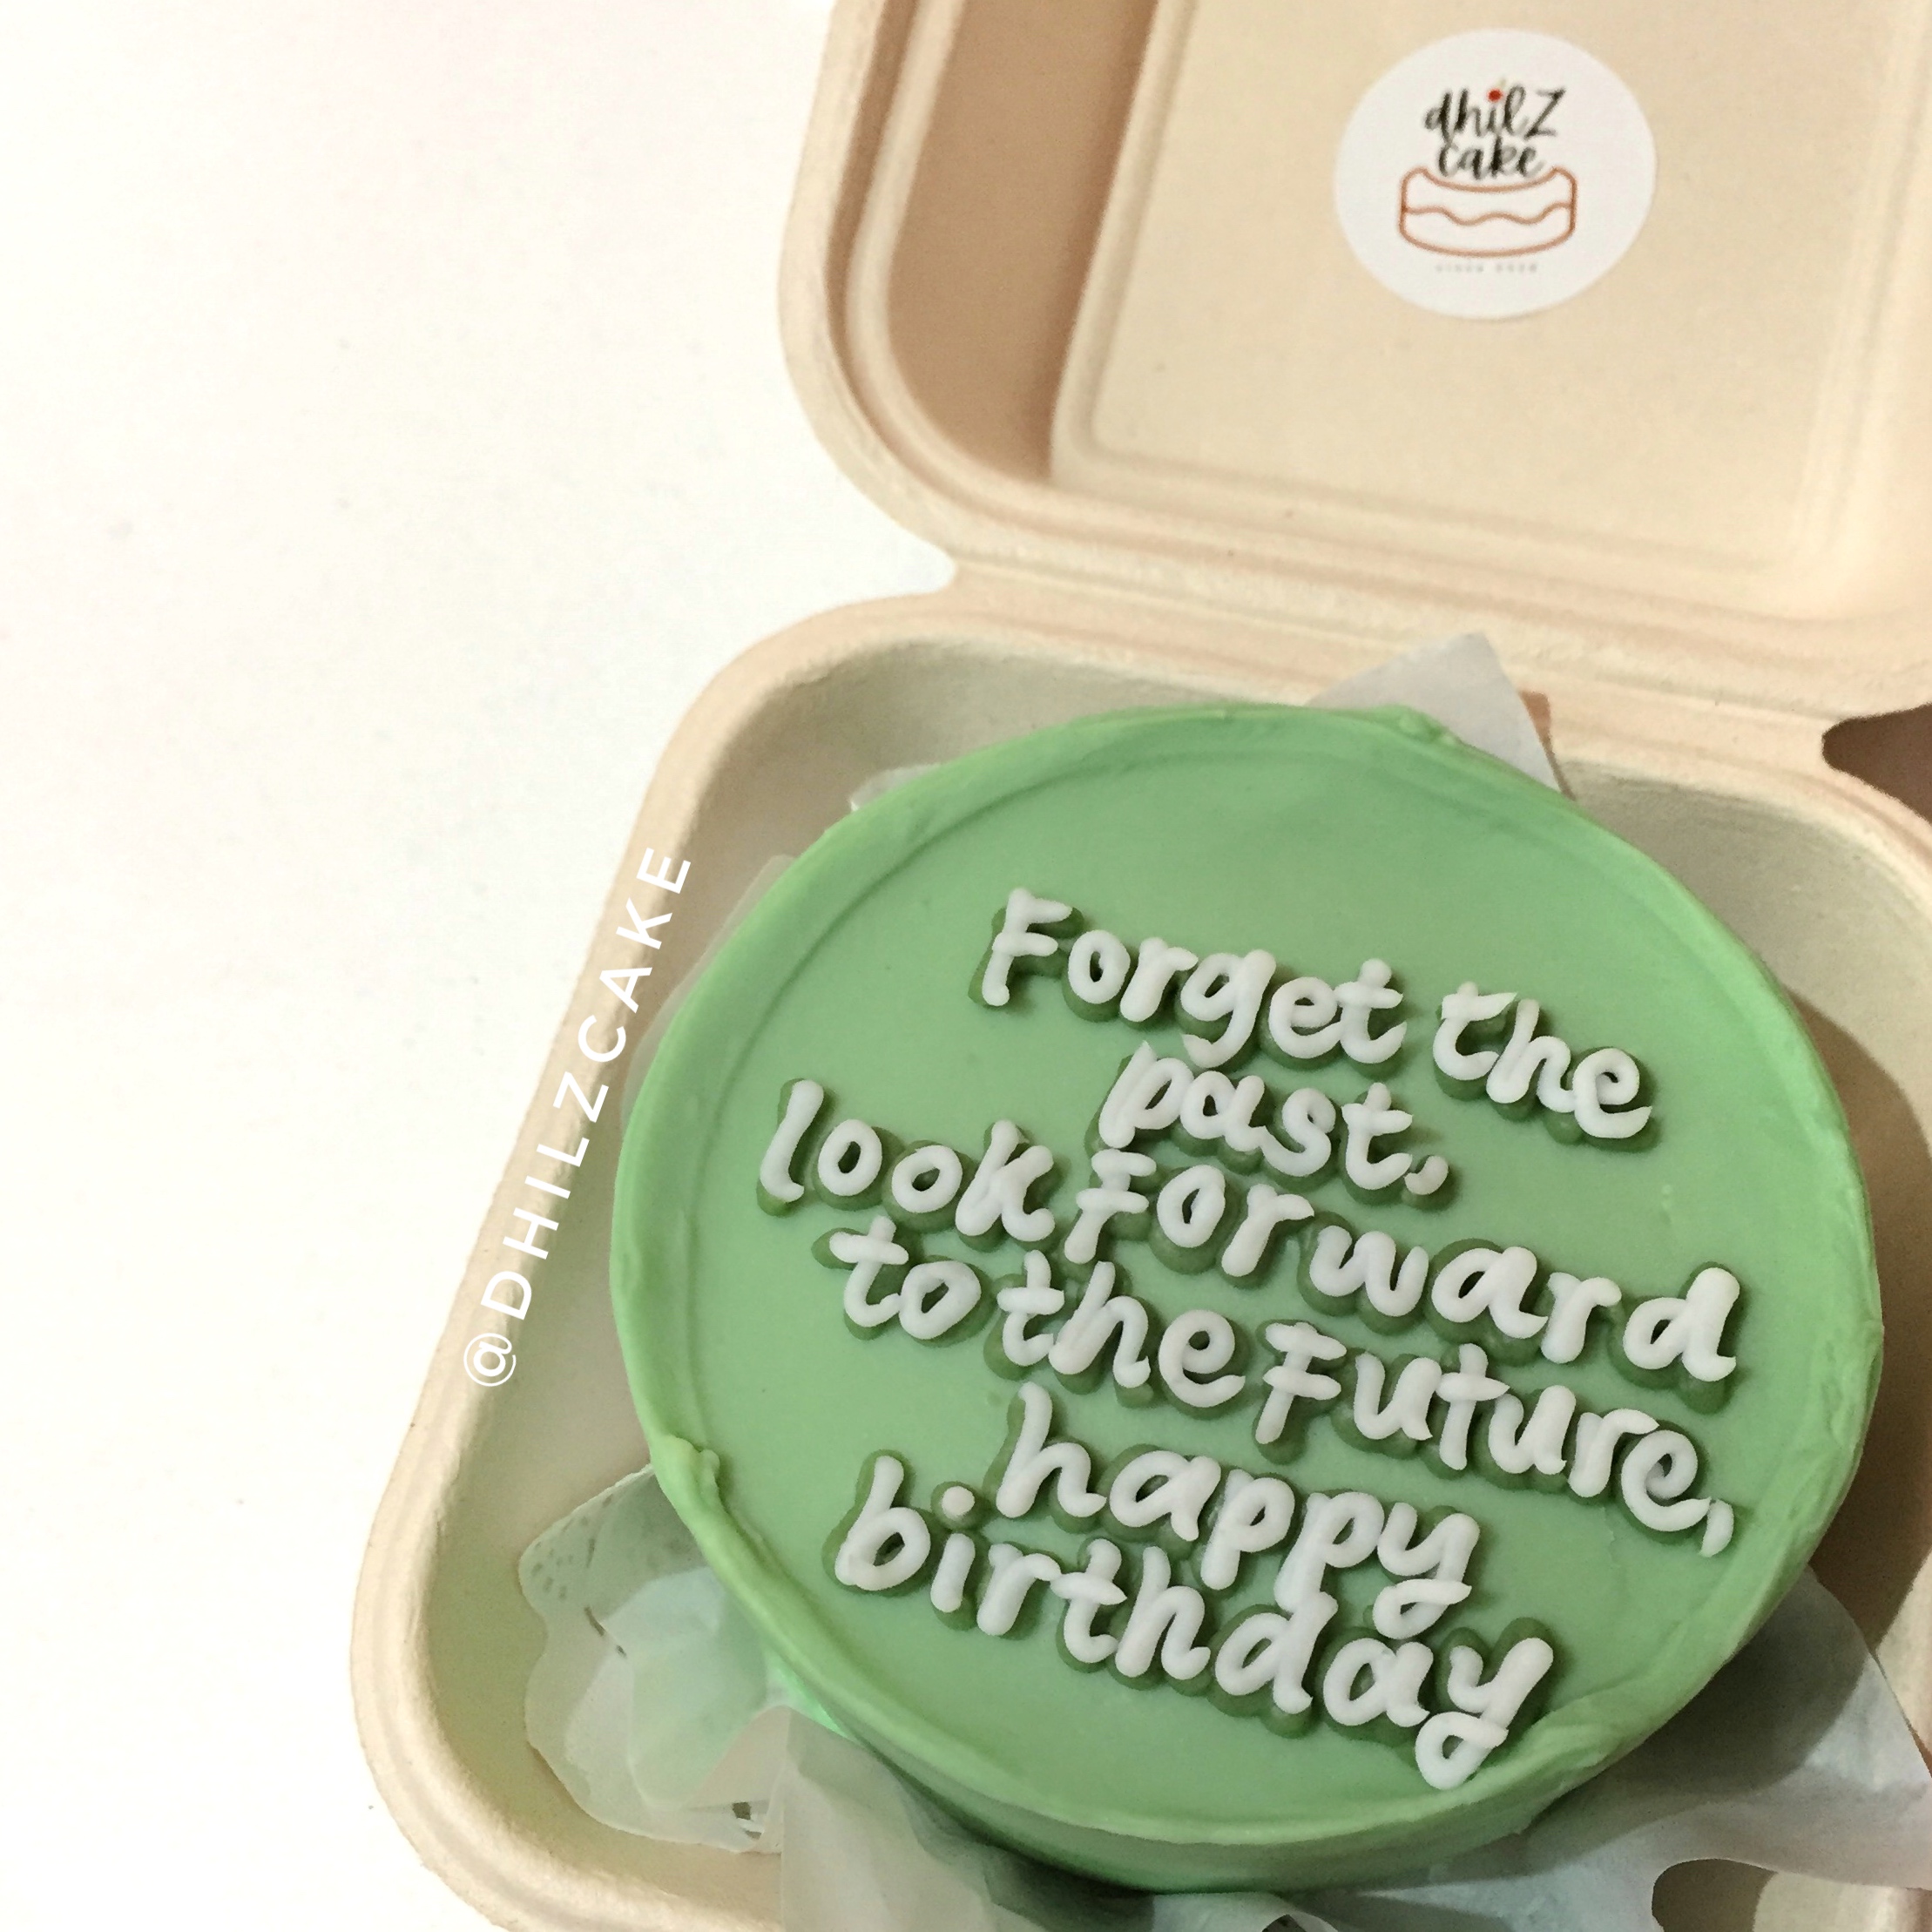 dhilz
cake
@DHILZCAKE
Forget the
past,
look Forward
to the Future,
happy
birthday